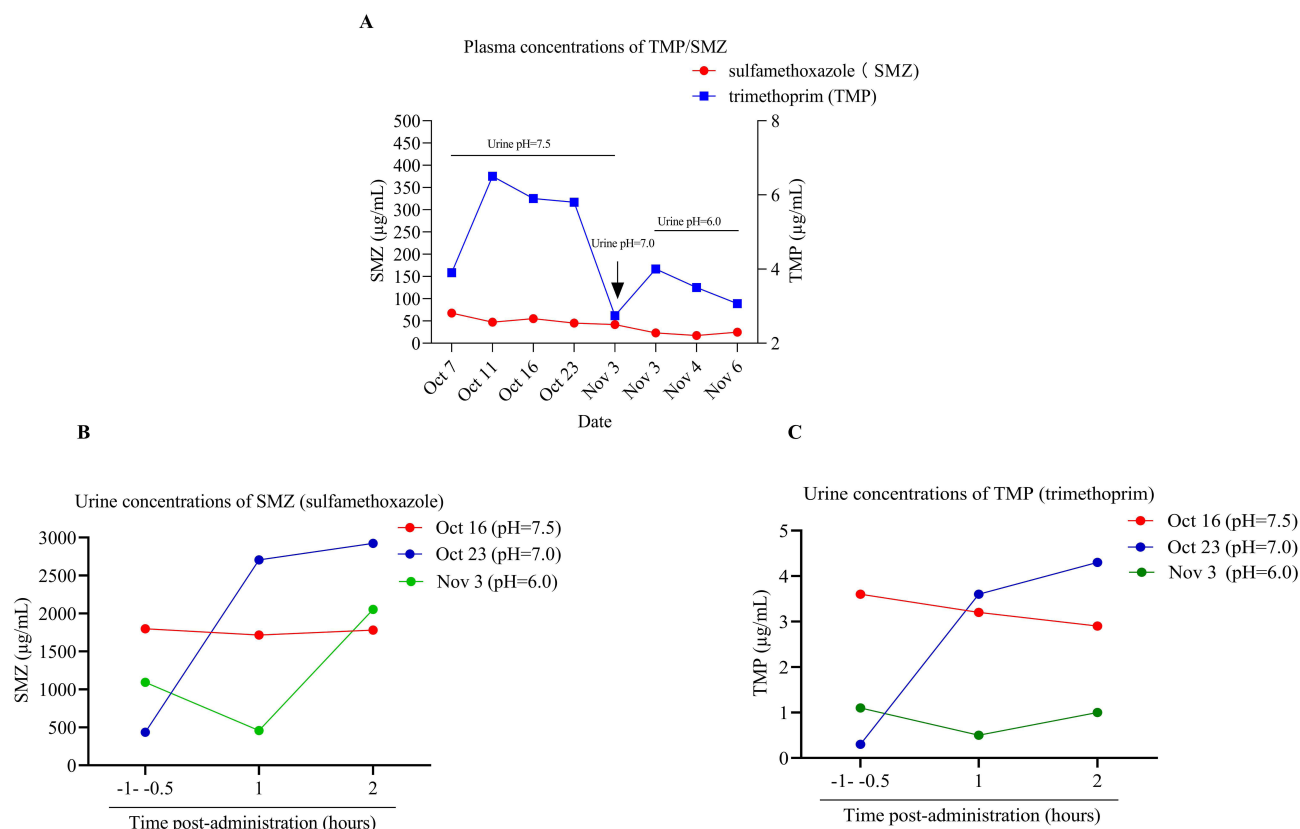 A
Plasma concentrations of TMP/SMZ
sulfamethoxazole ( SMZ)
trimethoprim (TMP)
500
450
400
350
300
250
200
150
100
50
0
SMZ (µg/mL)
8
6
4
2
TMP (µg/mL)
Urine pH=7.5
Urine pH=7.0
Urine pH=6.0
Oct 7
Oct 11
Oct 16
Oct 23
Nov 3
Nov 3
Nov 4
Nov 6
Date
B
Urine concentrations of SMZ (sulfamethoxazole)
Oct 16 (pH=7.5)
Oct 23 (pH=7.0)
Nov 3 (pH=6.0)
3000
2500
2000
1500
1000
500
0
SMZ (µg/mL)
-1- -0.5
1
2
Time post-administration (hours)
C
Urine concentrations of TMP (trimethoprim)
Oct 16 (pH=7.5)
Oct 23 (pH=7.0)
Nov 3 (pH=6.0)
5
4
3
2
1
0
TMP (µg/mL)
-1- -0.5
1
2
Time post-administration (hours)